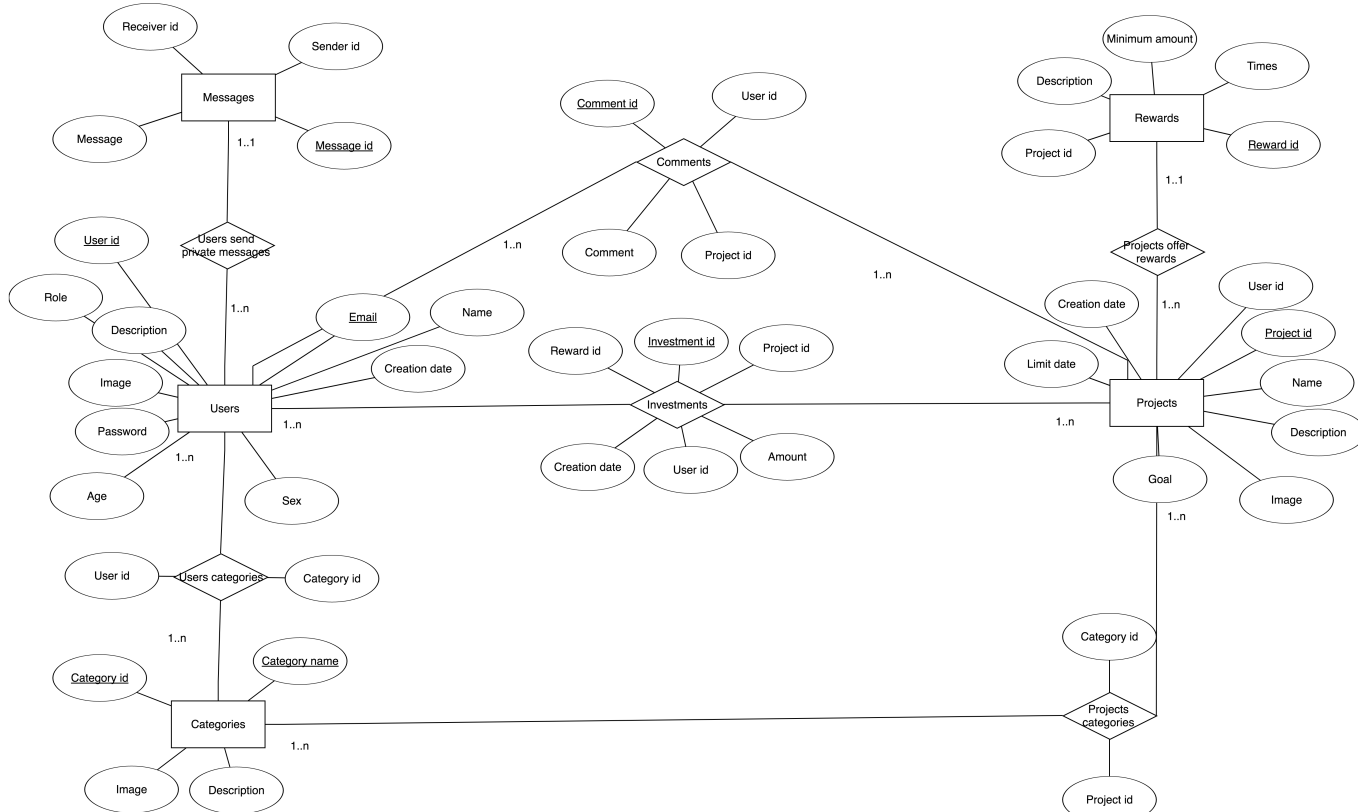 Receiver id
Sender id
Messages
Message
Message id
1..1
Users send
private messages
1..n
User id
Role
Description
Image
Password
Age
Sex
Email
Name
Creation date
Users
1..n
1..n
1..n
Comment id
User id
Comments
Comment
Project id
1..n
Reward id
Investment id
Project id
Investments
Creation date
User id
Amount
1..n
Minimum amount
Description
Times
Rewards
Project id
Reward id
1..1
Projects offer
rewards
1..n
Creation date
User id
Project id
Limit date
Name
Projects
Description
Goal
Image
1..n
User id
Users categories
Category id
1..n
Category id
Category name
Categories
Image
Description
1..n
Category id
Projects
categories
Project id